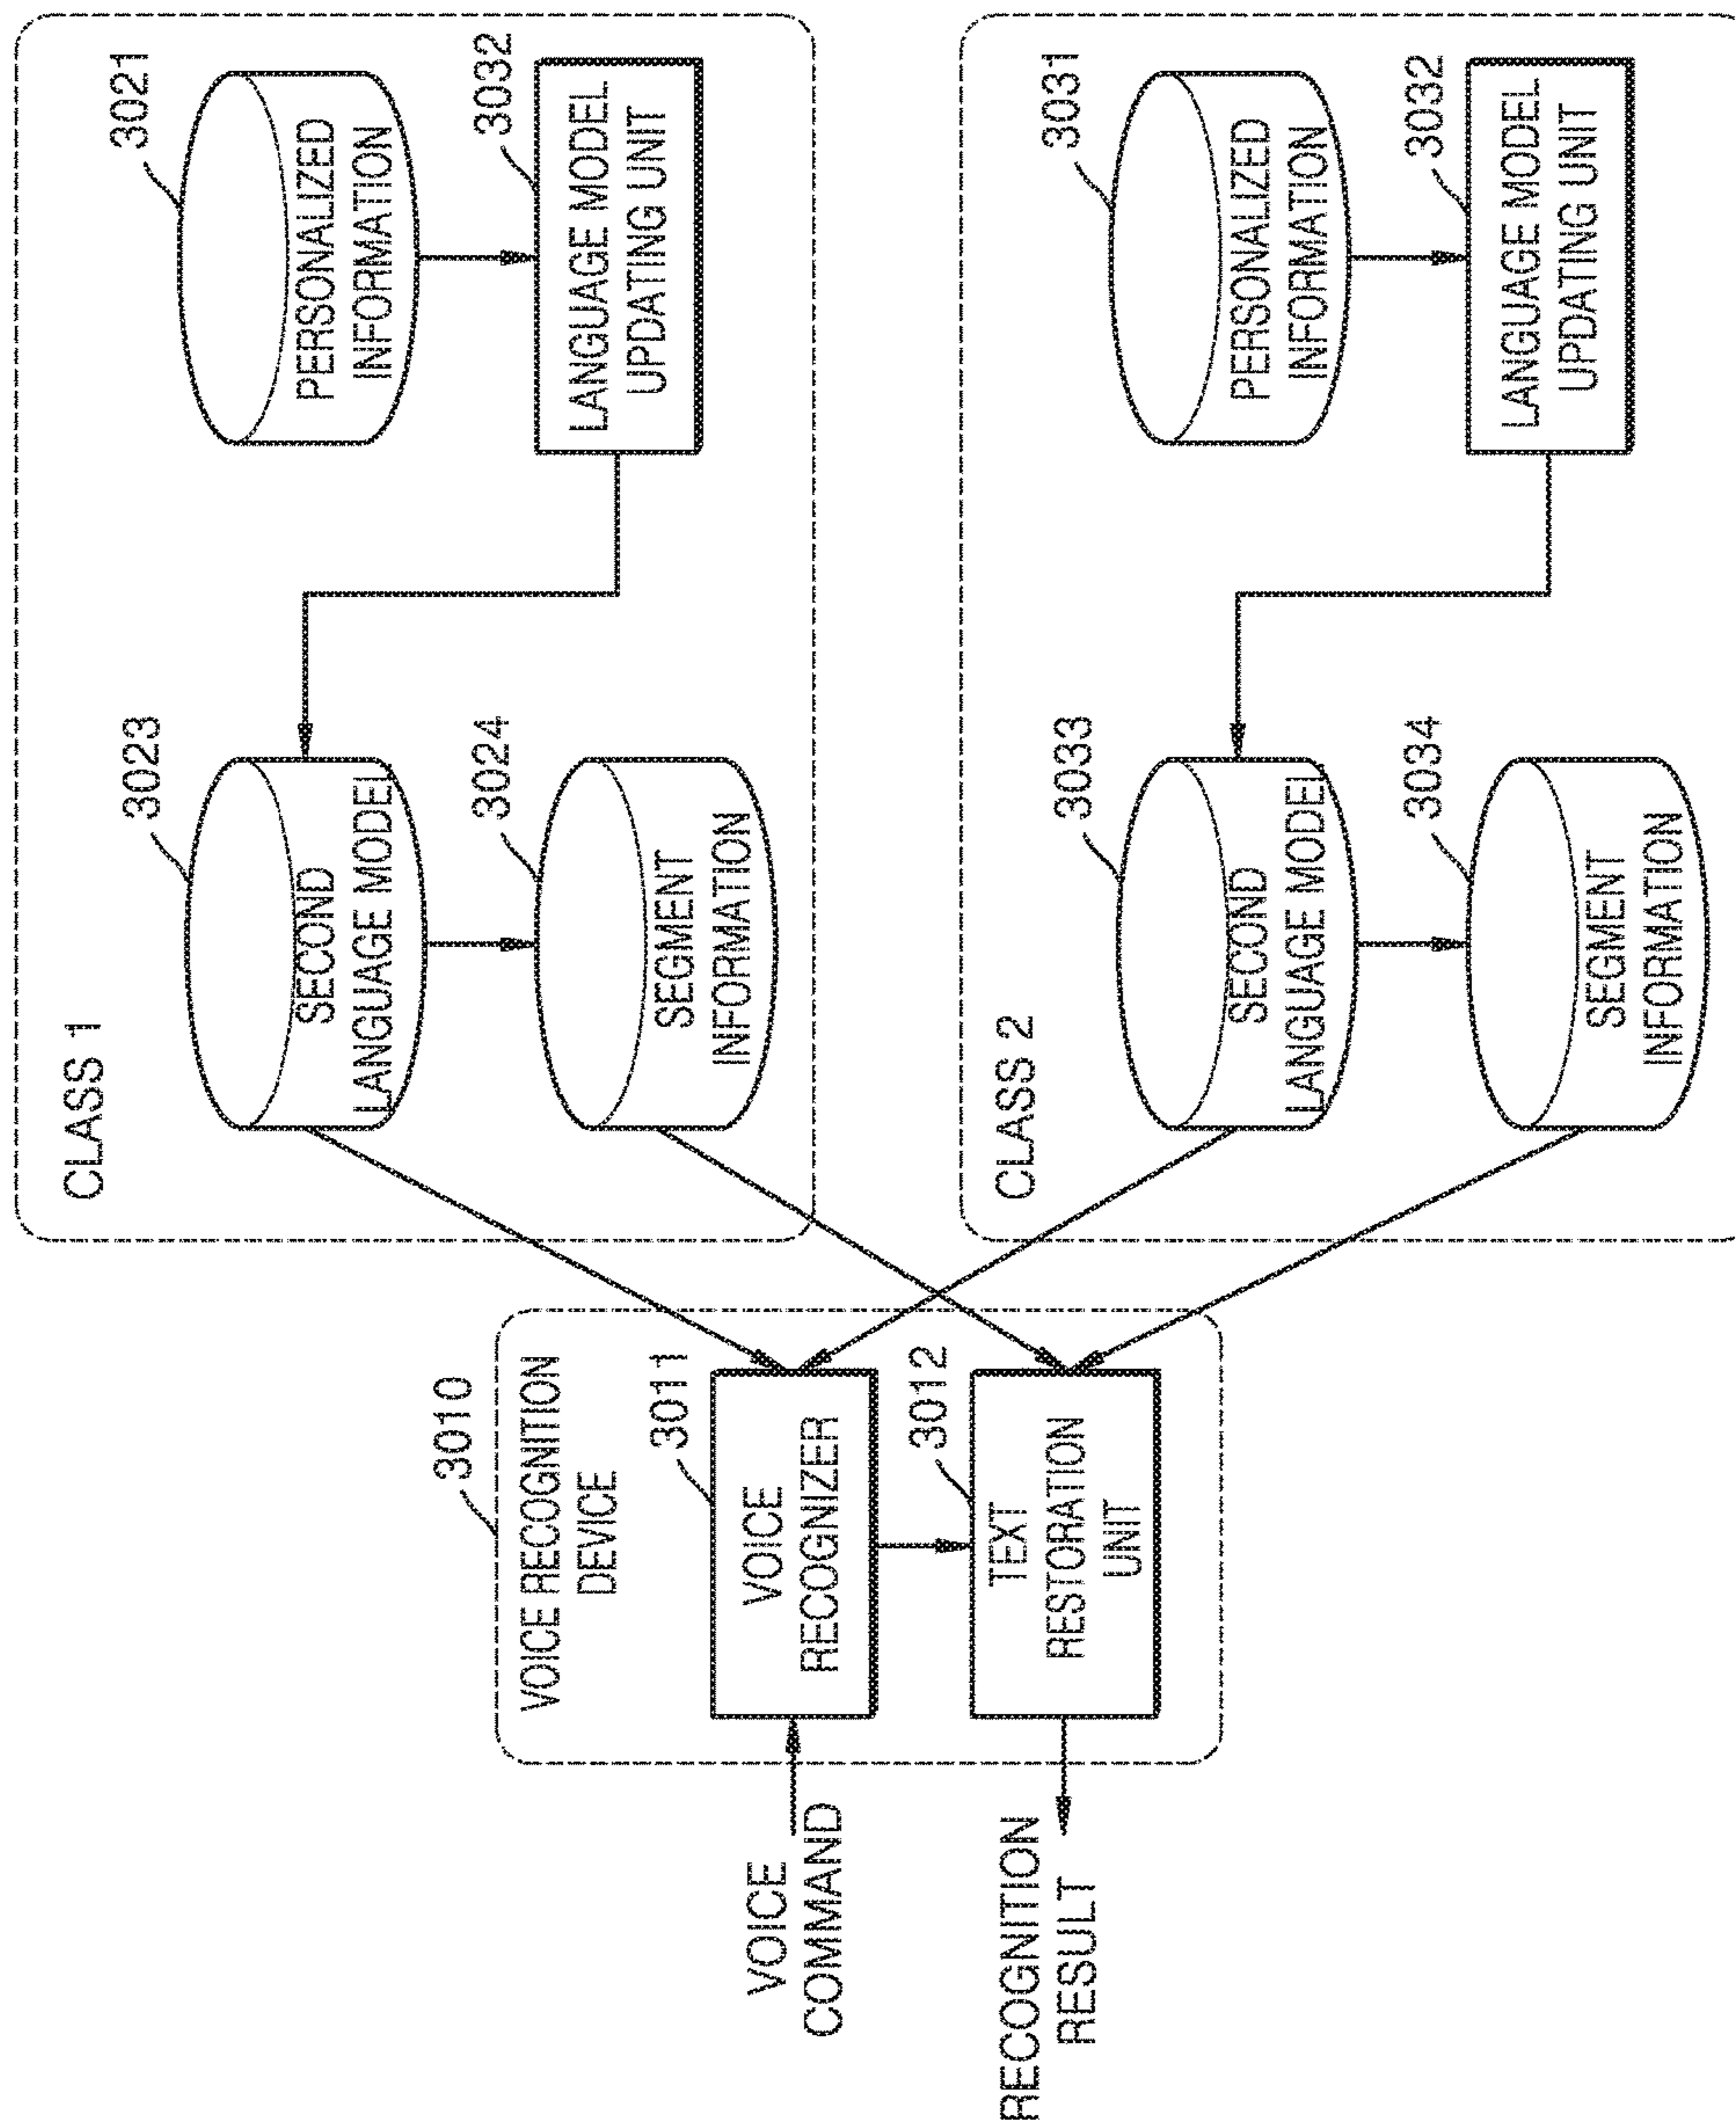 3010
VOICE RECOGNITION
DEVICE
VOICE
COMMAND
3011
VOICE
RECOGNIZER
3012
TEXT
RESTORATION
UNIT
RECOGNITION
RESULT
CLASS 1
3023
SECOND
LANGUAGE MODEL
3024
SEGMENT
INFORMATION
3021
PERSONALIZED
INFORMATION
3032
LANGUAGE MODEL
UPDATING UNIT
CLASS 2
3033
SECOND
LANGUAGE MODEL
3034
SEGMENT
INFORMATION
3031
PERSONALIZED
INFORMATION
3032
LANGUAGE MODEL
UPDATING UNIT